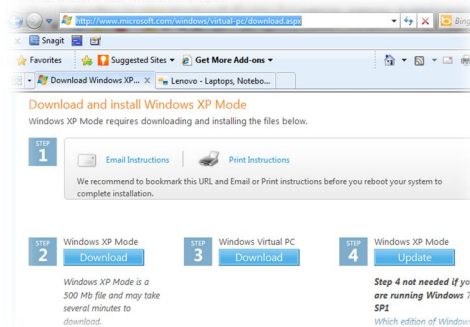 http://www.microsoft.com/windows/virtual-pc/download.aspx
Bing
Snagit
Favorites Suggested Sites Get More Add-ons
Download Windows XP... Lenovo - Laptops, Notebo...
Download and install Windows XP Mode
Windows XP Mode requires downloading and installing the files below.
STEP
1
Email Instructions Print Instructions
We recommend to bookmark this URL and Email or Print instructions before you reboot your system to
complete installation.
STEP
2
Windows XP Mode
Download
Windows XP Mode is a
500 Mb file and may take
several minutes to
download.
STEP
3
Windows Virtual PC
Download
STEP
4
Windows XP Mode
Update
Step 4 not needed if yo
are running Windows 7
SP1
Which edition of Window